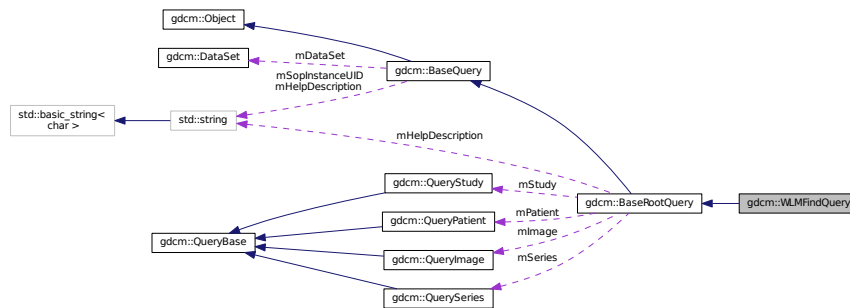 gdcm::Object
mDataSet
gdcm::DataSet
gdcm::BaseQuery
mSopInstanceUID
mHelpDescription
std::basic_string<
char >
std::string
mHelpDescription
gdcm::QueryStudy
mStudy
gdcm::BaseRootQuery
gdcm::WLMFindQuery
mPatient
gdcm::QueryPatient
mImage
gdcm::QueryBase
gdcm::QueryImage
mSeries
gdcm::QuerySeries